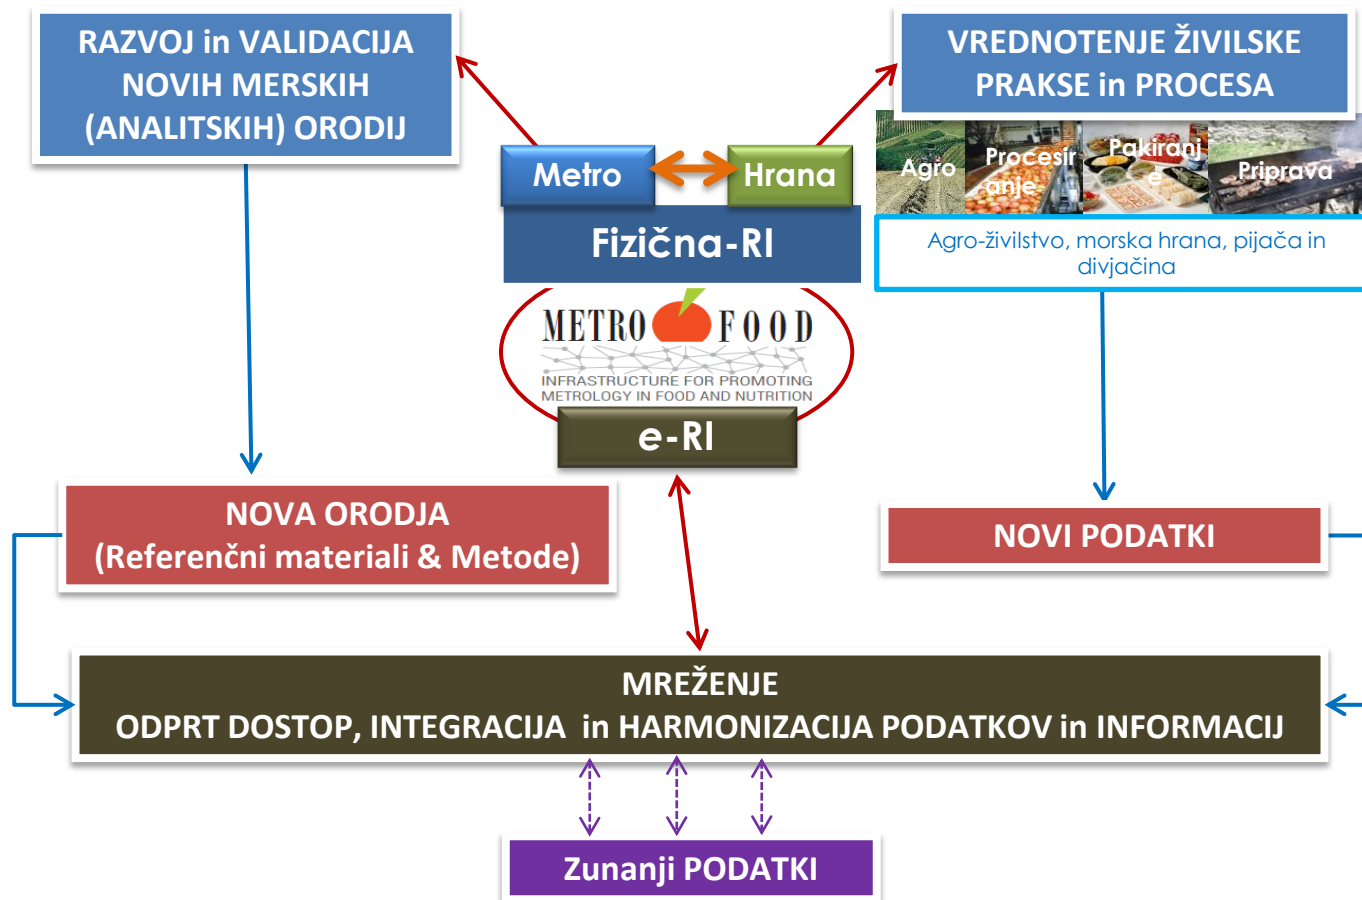 RAZVOJ in VALIDACIJA
NOVIH MERSKIH
(ANALITSKIH) ORODIJ
VREDNOTENJE ŽIVILSKE
PRAKSE in PROCESA
Metro
Hrana
Fizična-RI
Agro
Procesir
anje
Pakiranj
e
Priprava
Agro-živilstvo, morska hrana, pijača in
divjačina
METRO FOOD
INFRASTRUCTURE FOR PROMOTING
METROLOGY IN FOOD AND NUTRITION
e-RI
NOVA ORODJA
(Referenčni materiali & Metode)
NOVI PODATKI
MREŽENJE
ODPRT DOSTOP, INTEGRACIJA in HARMONIZACIJA PODATKOV in INFORMACIJ
Zunanji PODATKI